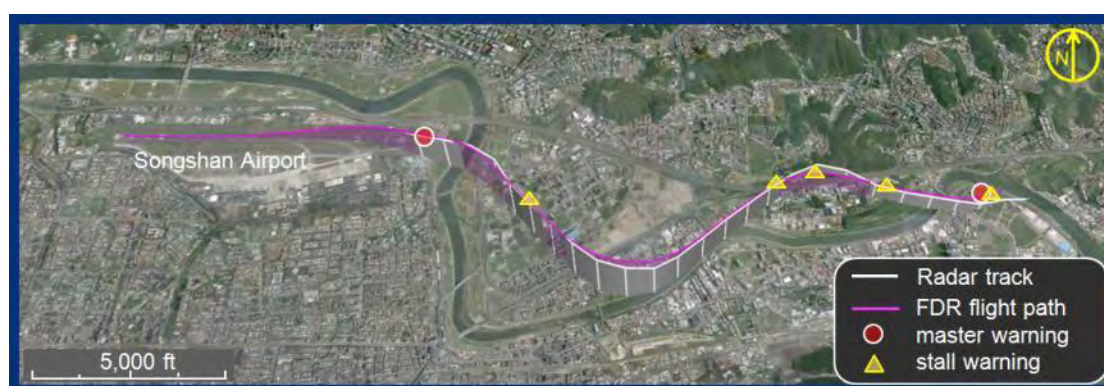 N
Songshan Airport
Radar track
FDR flight path
master warning
stall warning
5,000 ft